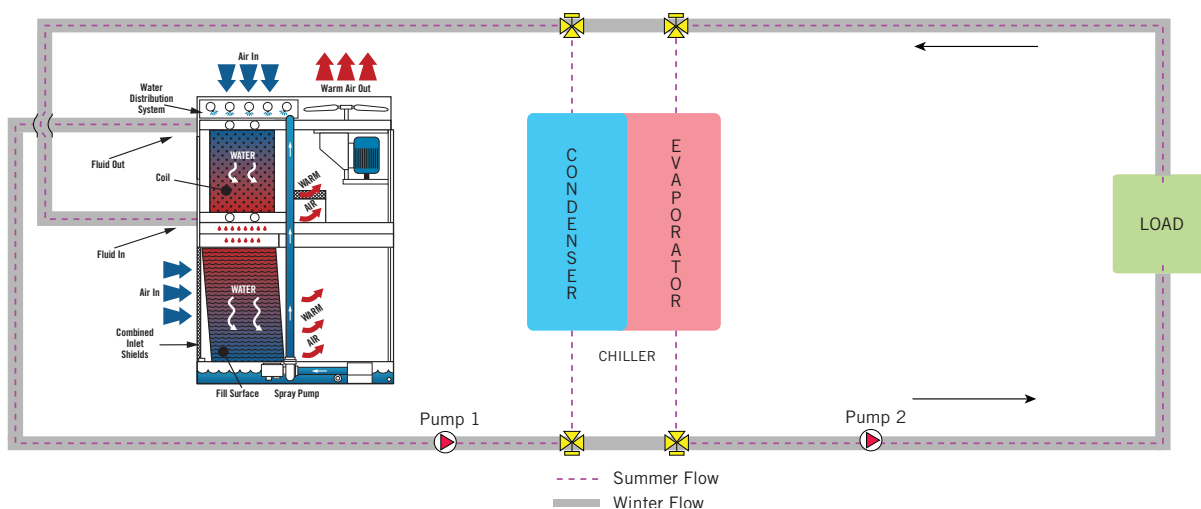 Air In
Warm Air Out
Water
Distribution
System
Fluid Out
WATER
Coil
WARM
AIR
Fluid In
Air In
WATER
WARM
AIR
Combined
Inlet
Shields
Fill Surface
Spray Pump
CONDENSER
EVAPORATOR
CHILLER
LOAD
Pump 1
Pump 2
Summer Flow
Winter Flow